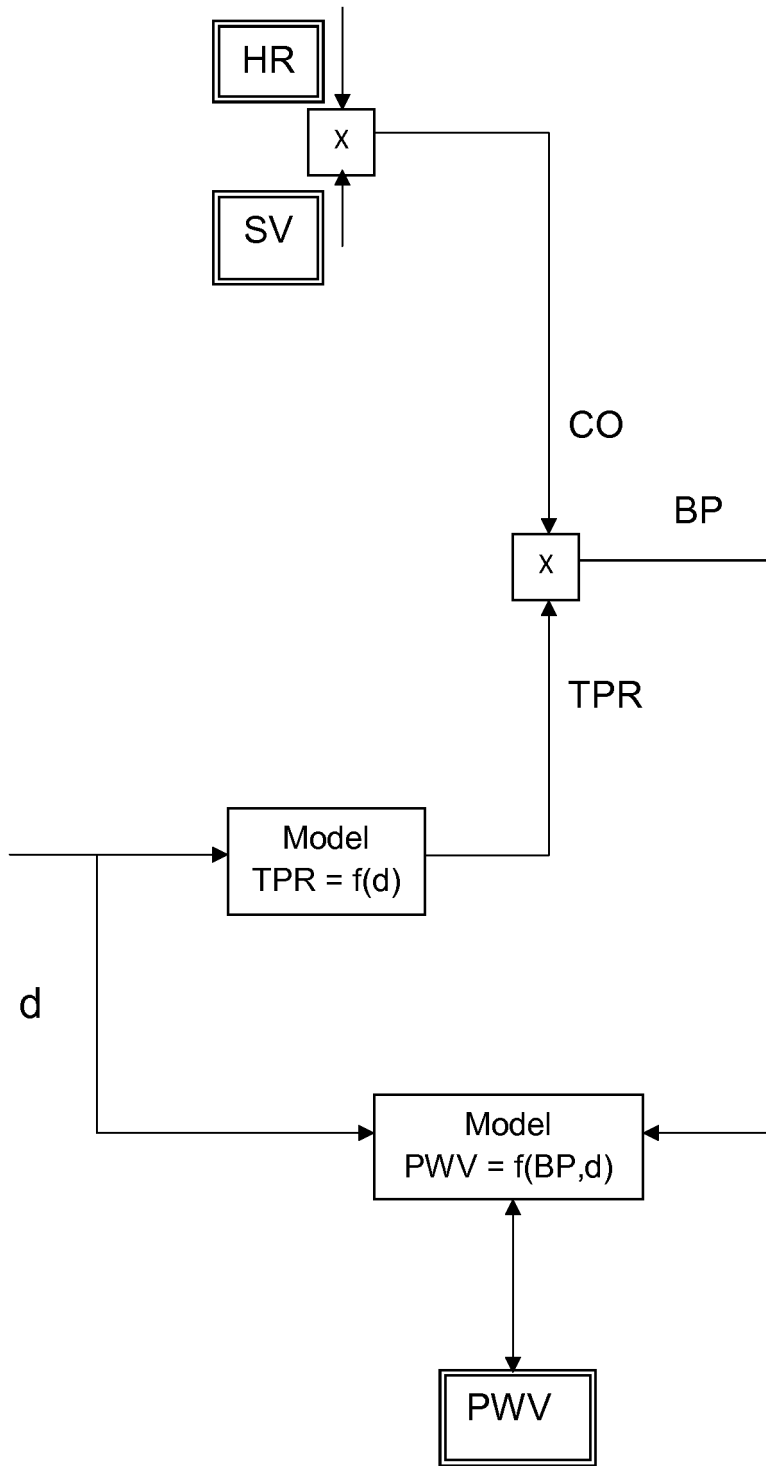 HR
X
SV
CO
BP
X
TPR
Model
TPR = f(d)
d
Model
PWV = f(BP,d)
PWV